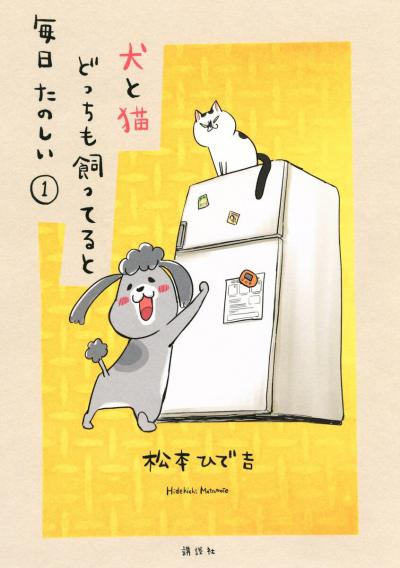 犬と猫
どっちも飼ってると
毎日たのしい
1
松本ひで吉
Hidekichi Matsumoto
講談社